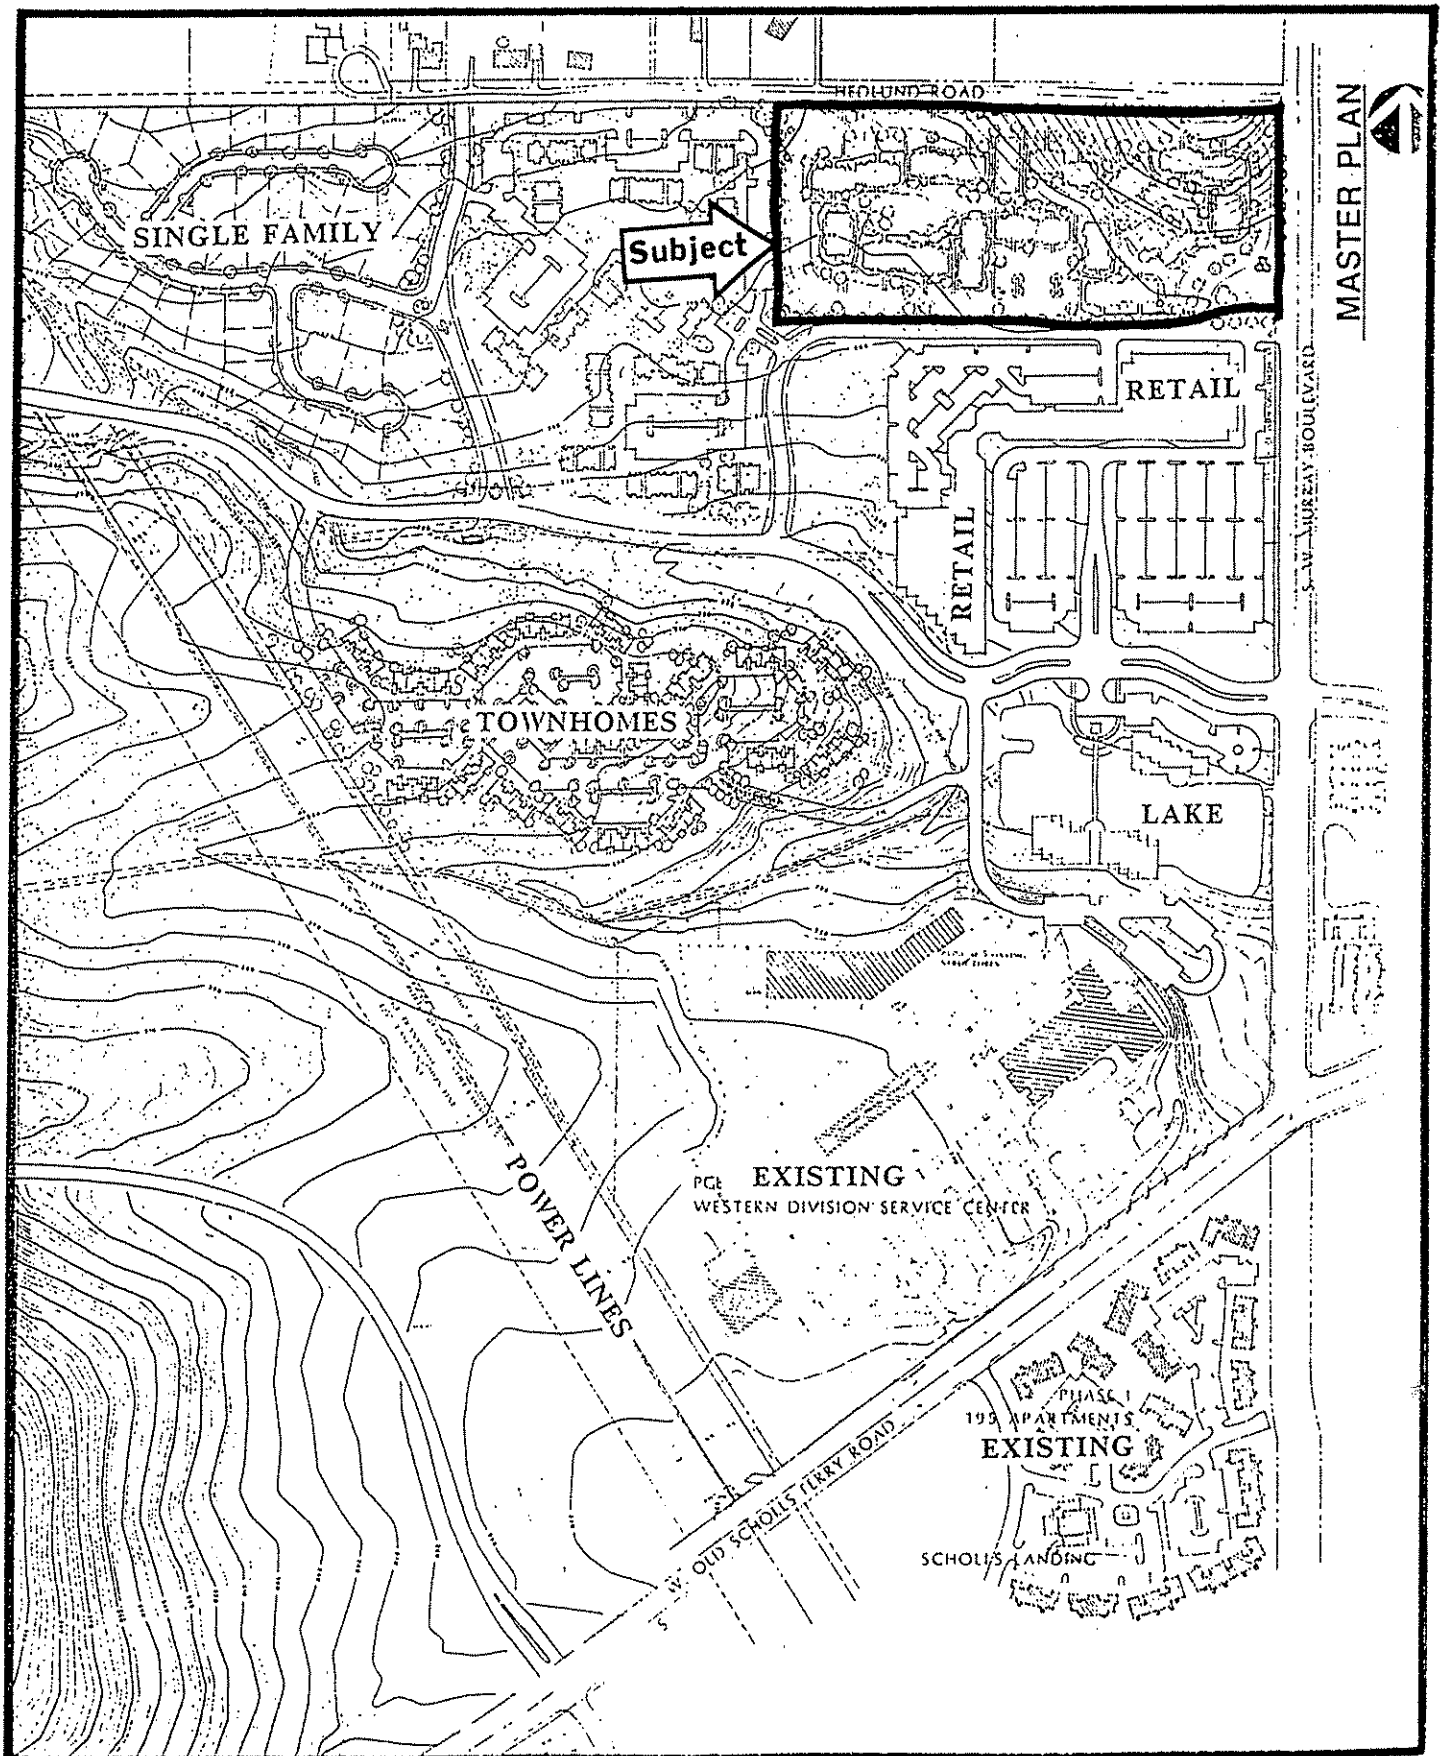 HEDLUND ROAD
MASTER PLAN
SINGLE FAMILY
Subject
RETAIL
S.W. MURRAY BOULEVARD
RETAIL
TOWNHOMES
LAKE
POWER LINES
PGE EXISTING
WESTERN DIVISION SERVICE CENTER
PHASE I
195 APARTMENTS
EXISTING
S W OLD SCHOLLS FERRY ROAD
SCHOLLS LANDING